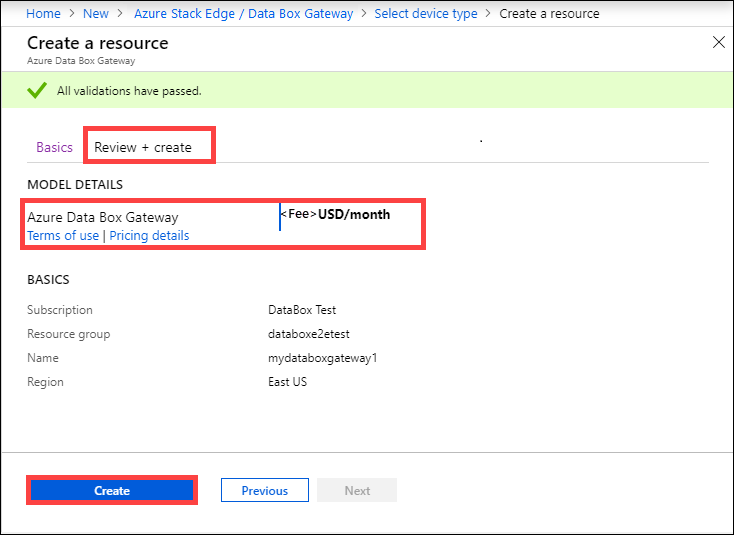 Home > New > Azure Stack Edge / Data Box Gateway > Select device type > Create a resource
Create a resource
Azure Data Box Gateway
All validations have passed.
Basics Review + create
MODEL DETAILS
Azure Data Box Gateway <Fee>USD/month
Terms of use | Pricing details
BASICS
Subscription DataBox Test
Resource group databoxe2etest
Name mydataboxgateway1
Region East US
Create Previous Next